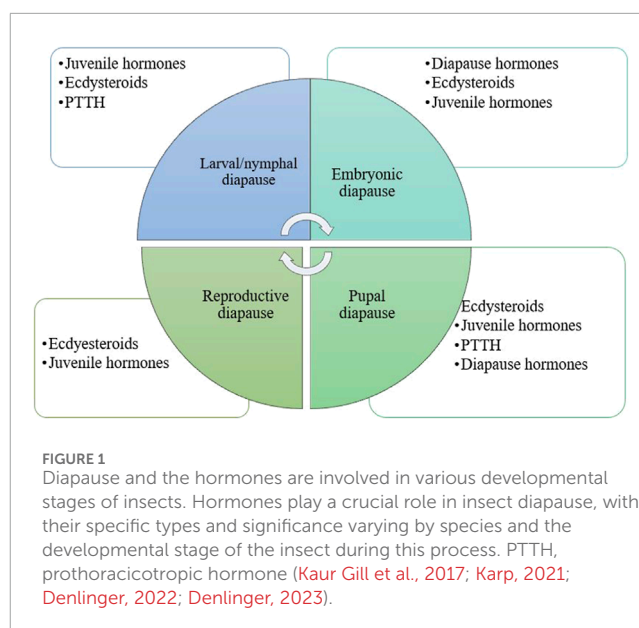 •Juvenile hormones
•Ecdysteroids
•PTTH
•Diapause hormones
•Ecdysteroids
•Juvenile hormones
Larval/nymphal
diapause
Embryonic
diapause
Reproductive
diapause
Pupal
diapause
•Ecdyesteroids
•Juvenile hormones
Ecdysteroids
•Juvenile hormones
•PTTH
•Diapause hormones
FIGURE 1
Diapause and the hormones are involved in various developmental
stages of insects. Hormones play a crucial role in insect diapause, with
their specific types and significance varying by species and the
developmental stage of the insect during this process. PTTH,
prothoracicotropic hormone (Kaur Gill et al., 2017; Karp, 2021;
Denlinger, 2022; Denlinger, 2023).